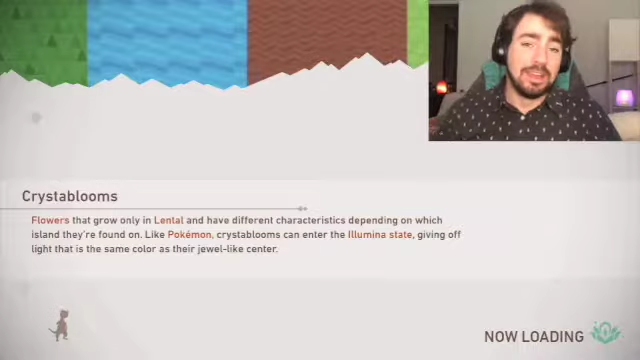 Crystablooms
Flowers that grow only in Lental and have different characteristics depending on which
island they're found on. Like Pokémon, crystablooms can enter the Illumina state, giving off
light that is the same color as their jewel-like center.
NOW LOADING